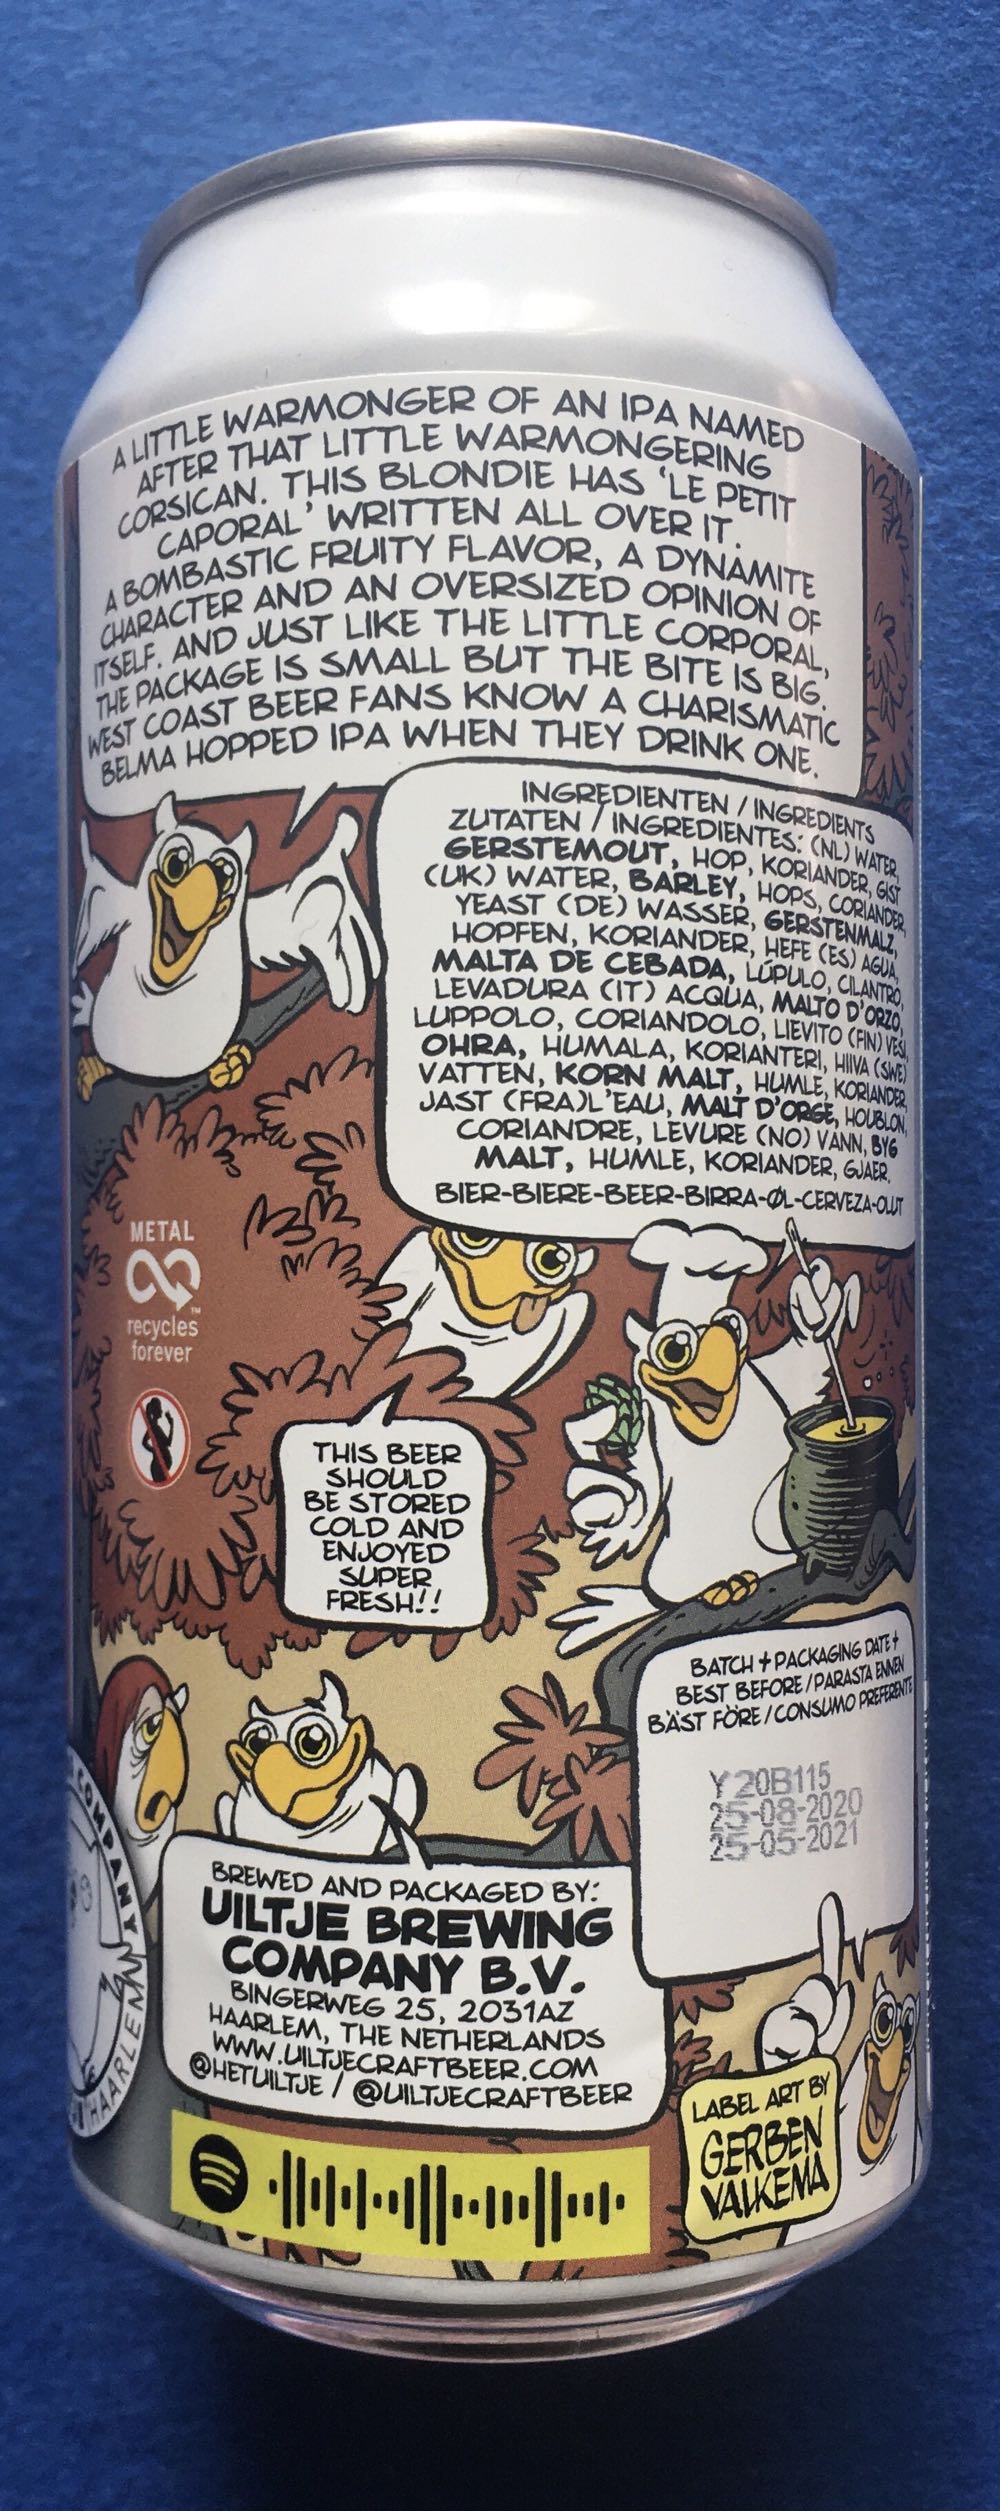 A LITTLE WARMONGER OF AN IPA NAMED
AFTER THAT LITTLE WARMONGERING
CORSICAN. THIS BLONDIE HAS 'LE PETIT
CAPORAL' WRITTEN ALL OVER IT.
A BOMBASTIC FRUITY FLAVOR, A DYNAMITE
CHARACTER AND AN OVERSIZED OPINION OF
ITSELF. AND JUST LIKE THE LITTLE CORPORAL,
THE PACKAGE IS SMALL BUT THE BITE IS BIG.
WEST COAST BEER FANS KNOW A CHARISMATIC
BELMA HOPPED IPA WHEN THEY DRINK ONE.
INGREDIENTEN / INGREDIENTS
ZUTATEN / INGREDIENTES: (NL) WATER,
GERSTEMOUT, HOP, KORIANDER, GIST
(UK) WATER, BARLEY, HOPS, CORIANDER,
YEAST (DE) WASSER, GERSTENMALZ,
HOPFEN, KORIANDER, HEFE (ES) AGUA,
MALTA DE CEBADA, LÚPULO, CILANTRO,
LEVADURA (IT) ACQUA, MALTO D'ORZO,
LUPPOLO, CORIANDOLO, LIEVITO (FIN) VESI,
OHRA, HUMALA, KORIANTERI, HIIVA (SWE)
VATTEN, KORN MALT, HUMLE, KORIANDER,
JAST (FRA)L'EAU, MALT D'ORGE, HOUBLON,
CORIANDRE, LEVURE (NO) VANN, BYG
MALT, HUMLE, KORIANDER, GJAER.
BIER-BIERE-BEER-BIRRA-ØL-CERVEZA-OLUT
METAL
recycles
forever
THIS BEER
SHOULD
BE STORED
COLD AND
ENJOYED
SUPER
FRESH!!
BATCH + PACKAGING DATE +
BEST BEFORE / PARASTA ENNEN
BÄST FÖRE / CONSUMO PREFERENTE
Y 20B115
25-08-2020
25-05-2021
COMPANY
HAARLEM
BREWED AND PACKAGED BY:
UILTJE BREWING
COMPANY B.V.
BINGERWEG 25, 2031AZ
HAARLEM, THE NETHERLANDS
WWW.UILTJECRAFTBEER.COM
@HETUILTJE / @UILTJECRAFTBEER
LABEL ART BY
GERBEN
VALKEMA